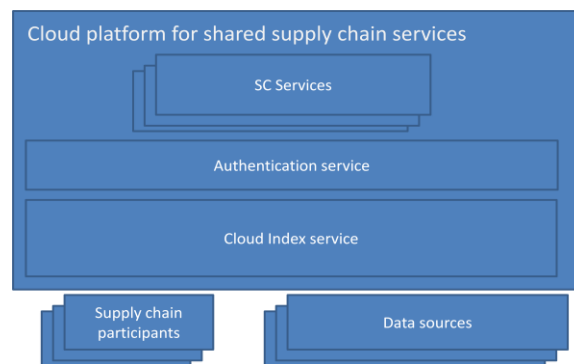 Cloud platform for shared supply chain services
SC Services
Authentication service
Cloud Index service
Supply chain
participants
Data sources